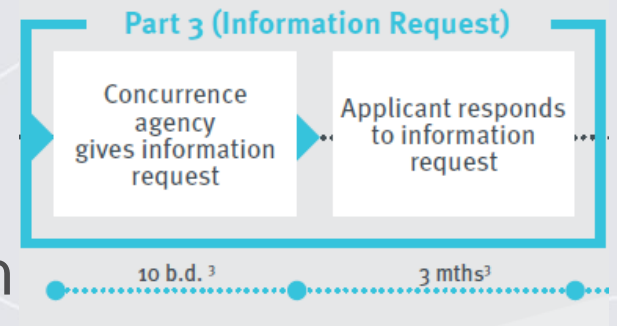 Part 3 (Information Request)
Concurrence
agency
gives information
request
Applicant responds
to information
request
n
10 b.d. ³
3 mths³